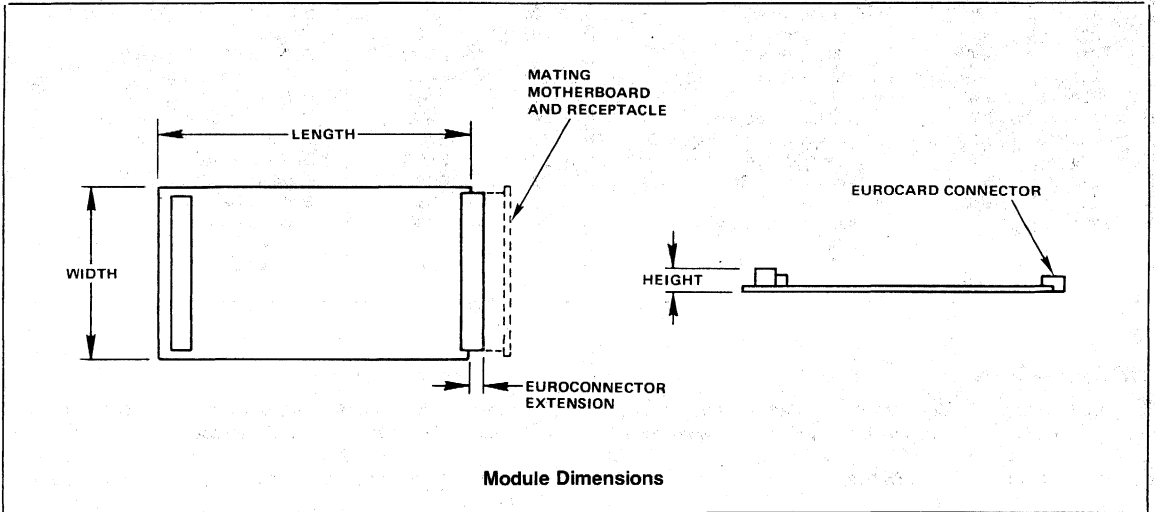 MATING
MOTHERBOARD
AND RECEPTACLE
LENGTH
EUROCARD CONNECTOR
WIDTH
HEIGHT
EUROCONNECTOR
EXTENSION
Module Dimensions